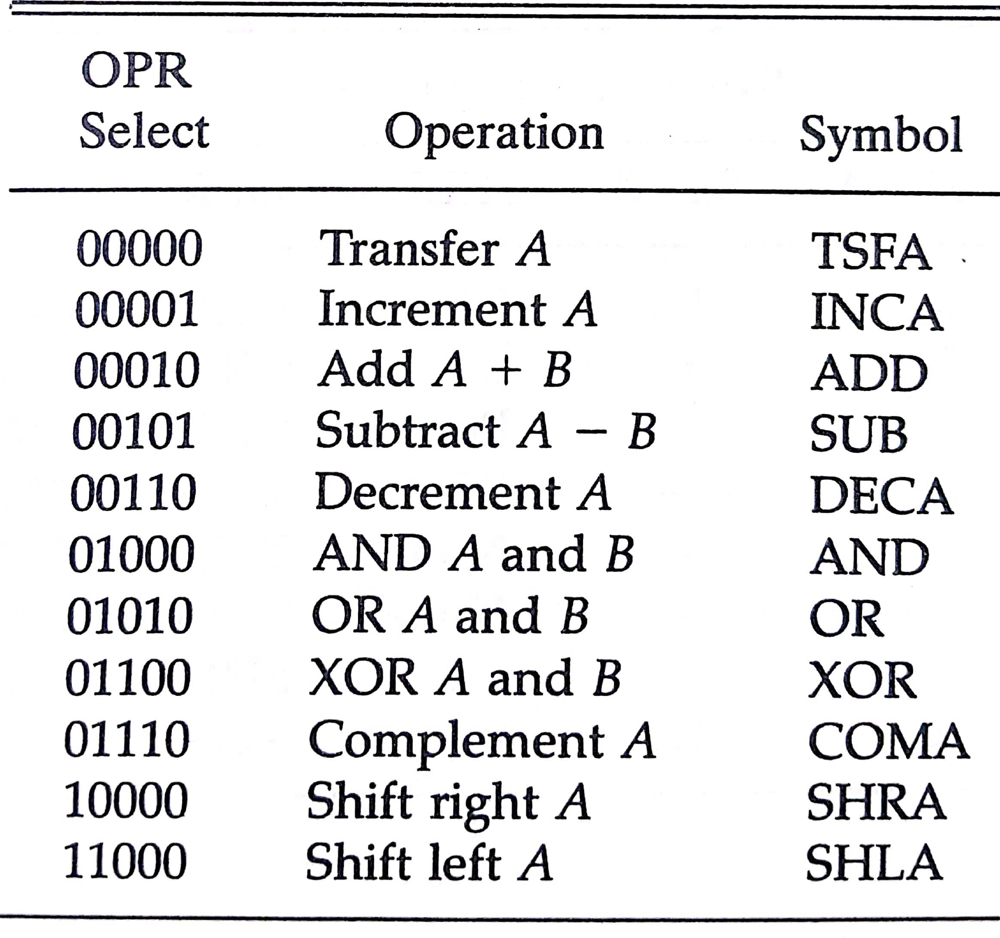 OPR
Select Operation Symbol
00000 Transfer A TSFA
00001 Increment A INCA
00010 Add A + B ADD
00101 Subtract A − B SUB
00110 Decrement A DECA
01000 AND A and B AND
01010 OR A and B OR
01100 XOR A and B XOR
01110 Complement A COMA
10000 Shift right A SHRA
11000 Shift left A SHLA